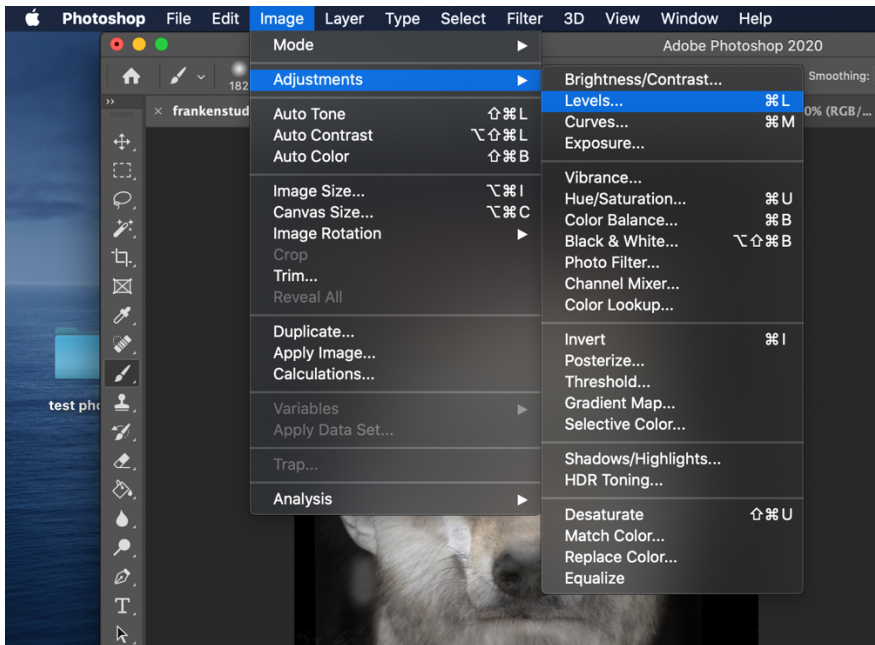 Photoshop File Edit Image Layer Type Select Filter 3D View Window Help
Adobe Photoshop 2020
182
Smoothing:
× frankenstud
0% (RGB/...
Mode ▶
Adjustments ▶
Auto Tone ⇧⌘L
Auto Contrast ⌥⇧⌘L
Auto Color ⇧⌘B
Image Size... ⌥⌘I
Canvas Size... ⌥⌘C
Image Rotation ▶
Crop
Trim...
Reveal All
Duplicate...
Apply Image...
Calculations...
Variables ▶
Apply Data Set...
Trap...
Analysis ▶
Brightness/Contrast...
Levels... ⌘L
Curves... ⌘M
Exposure...
Vibrance...
Hue/Saturation... ⌘U
Color Balance... ⌘B
Black & White... ⌥⇧⌘B
Photo Filter...
Channel Mixer...
Color Lookup...
Invert ⌘I
Posterize...
Threshold...
Gradient Map...
Selective Color...
Shadows/Highlights...
HDR Toning...
Desaturate ⇧⌘U
Match Color...
Replace Color...
Equalize
test pho